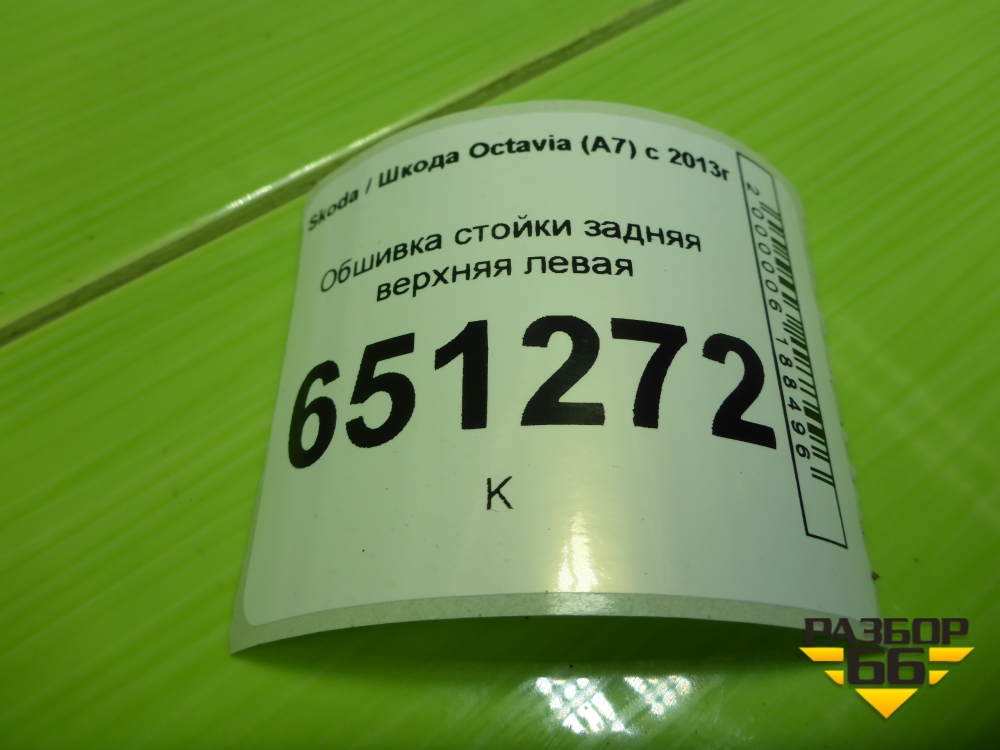 Skoda / Шкода Octavia (A7) с 2013г
Обшивка стойки задняя
верхняя левая
651272
К
2000006188496
РАЗБОР
66